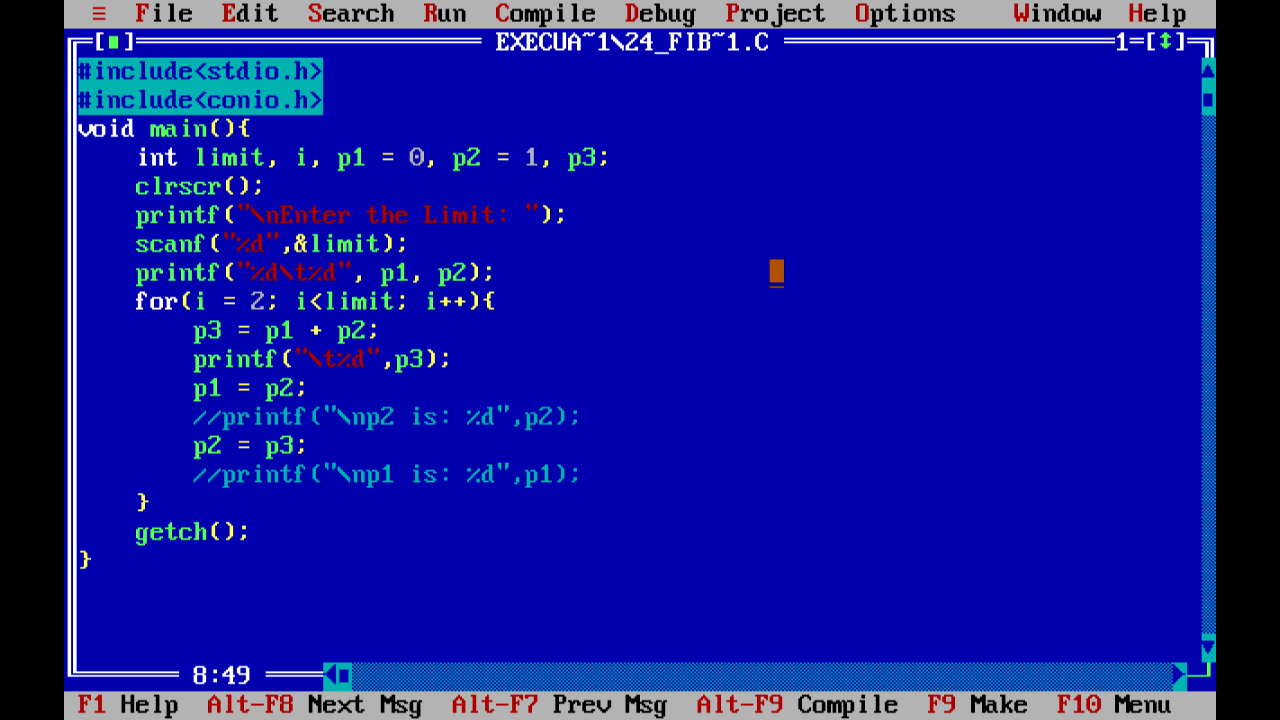 ≡ File Edit Search Run Compile Debug Project Options Window Help
[■] EXECUA~1\24_FIB~1.C 1=[↕]
#include<stdio.h>
#include<conio.h>
void main(){
    int limit, i, p1 = 0, p2 = 1, p3;
    clrscr();
    printf("\nEnter the Limit: ");
    scanf("%d",&limit);
    printf("%d\t%d", p1, p2);
    for(i = 2; i<limit; i++){
        p3 = p1 + p2;
        printf("\t%d",p3);
        p1 = p2;
        //printf("\np2 is: %d",p2);
        p2 = p3;
        //printf("\np1 is: %d",p1);
    }
    getch();
}
8:49
F1 Help Alt-F8 Next Msg Alt-F7 Prev Msg Alt-F9 Compile F9 Make F10 Menu